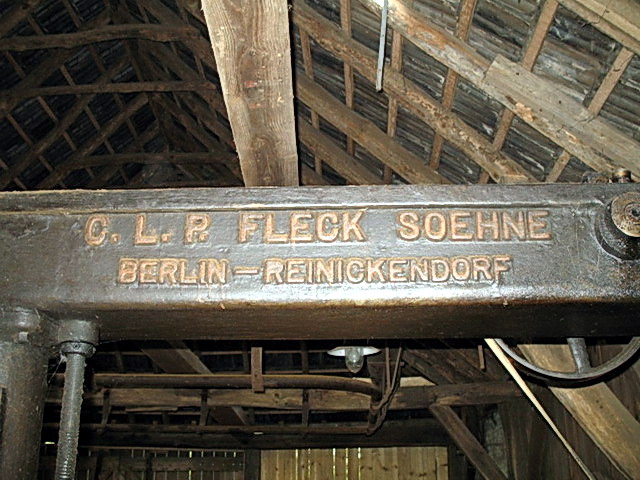 C. L. P. FLECK SOEHNE
BERLIN-REINICKENDORF